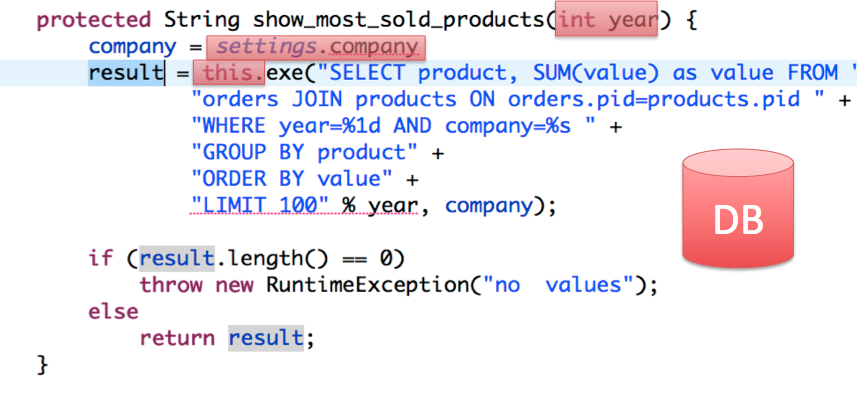 protected String show_most_sold_products(int year) {
company = settings.company
result = this.exe("SELECT product, SUM(value) as value FROM "
"orders JOIN products ON orders.pid=products.pid " +
"WHERE year=%1d AND company=%s " +
"GROUP BY product" +
"ORDER BY value" +
"LIMIT 100" % year, company);
DB
if (result.length() == 0)
throw new RuntimeException("no  values");
else
return result;
}